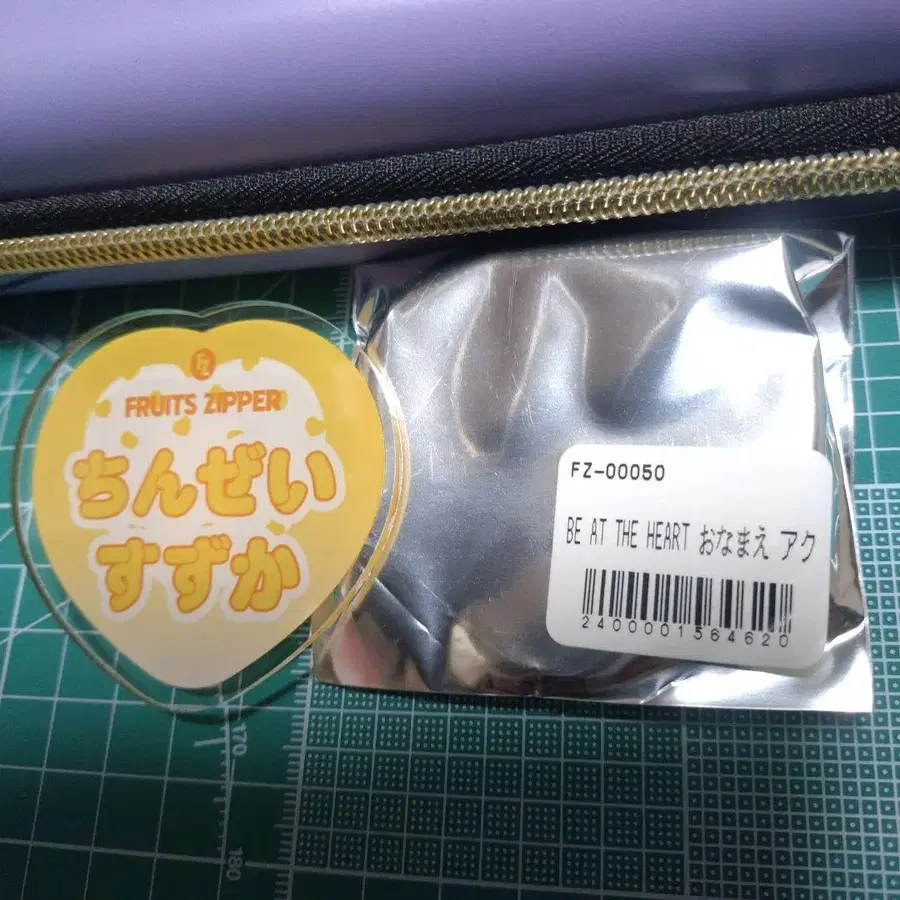 FZ
FRUITS ZIPPER
ちんぜい
すずか
FZ-00050
BE AT THE HEART おなまえ アク
2400001564620
170
180